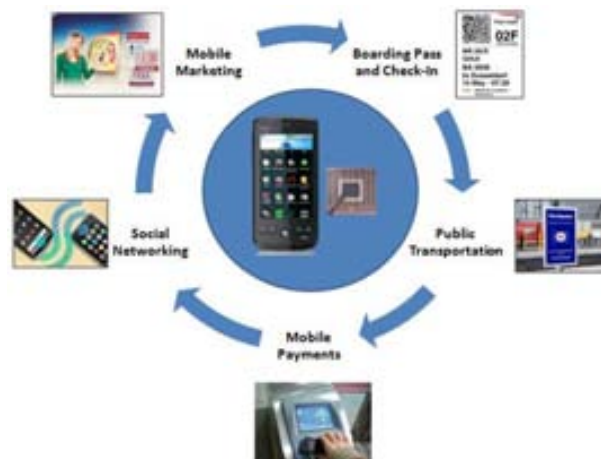 Mobile
Marketing
Boarding Pass
and Check-In
02F
Public
Transportation
Mobile
Payments
Social
Networking